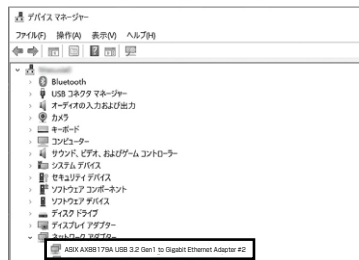 デバイス マネージャー
ファイル(F) 操作(A) 表示(V) ヘルプ(H)
Bluetooth
USB コネクタ マネージャー
オーディオの入力および出力
カメラ
キーボード
コンピューター
サウンド、ビデオ、およびゲーム コントローラー
システム デバイス
セキュリティ デバイス
ソフトウェア コンポーネント
ソフトウェア デバイス
ディスク ドライブ
ディスプレイ アダプター
ネットワーク アダプター
ASIX AX88179A USB 3.2 Gen1 to Gigabit Ethernet Adapter #2